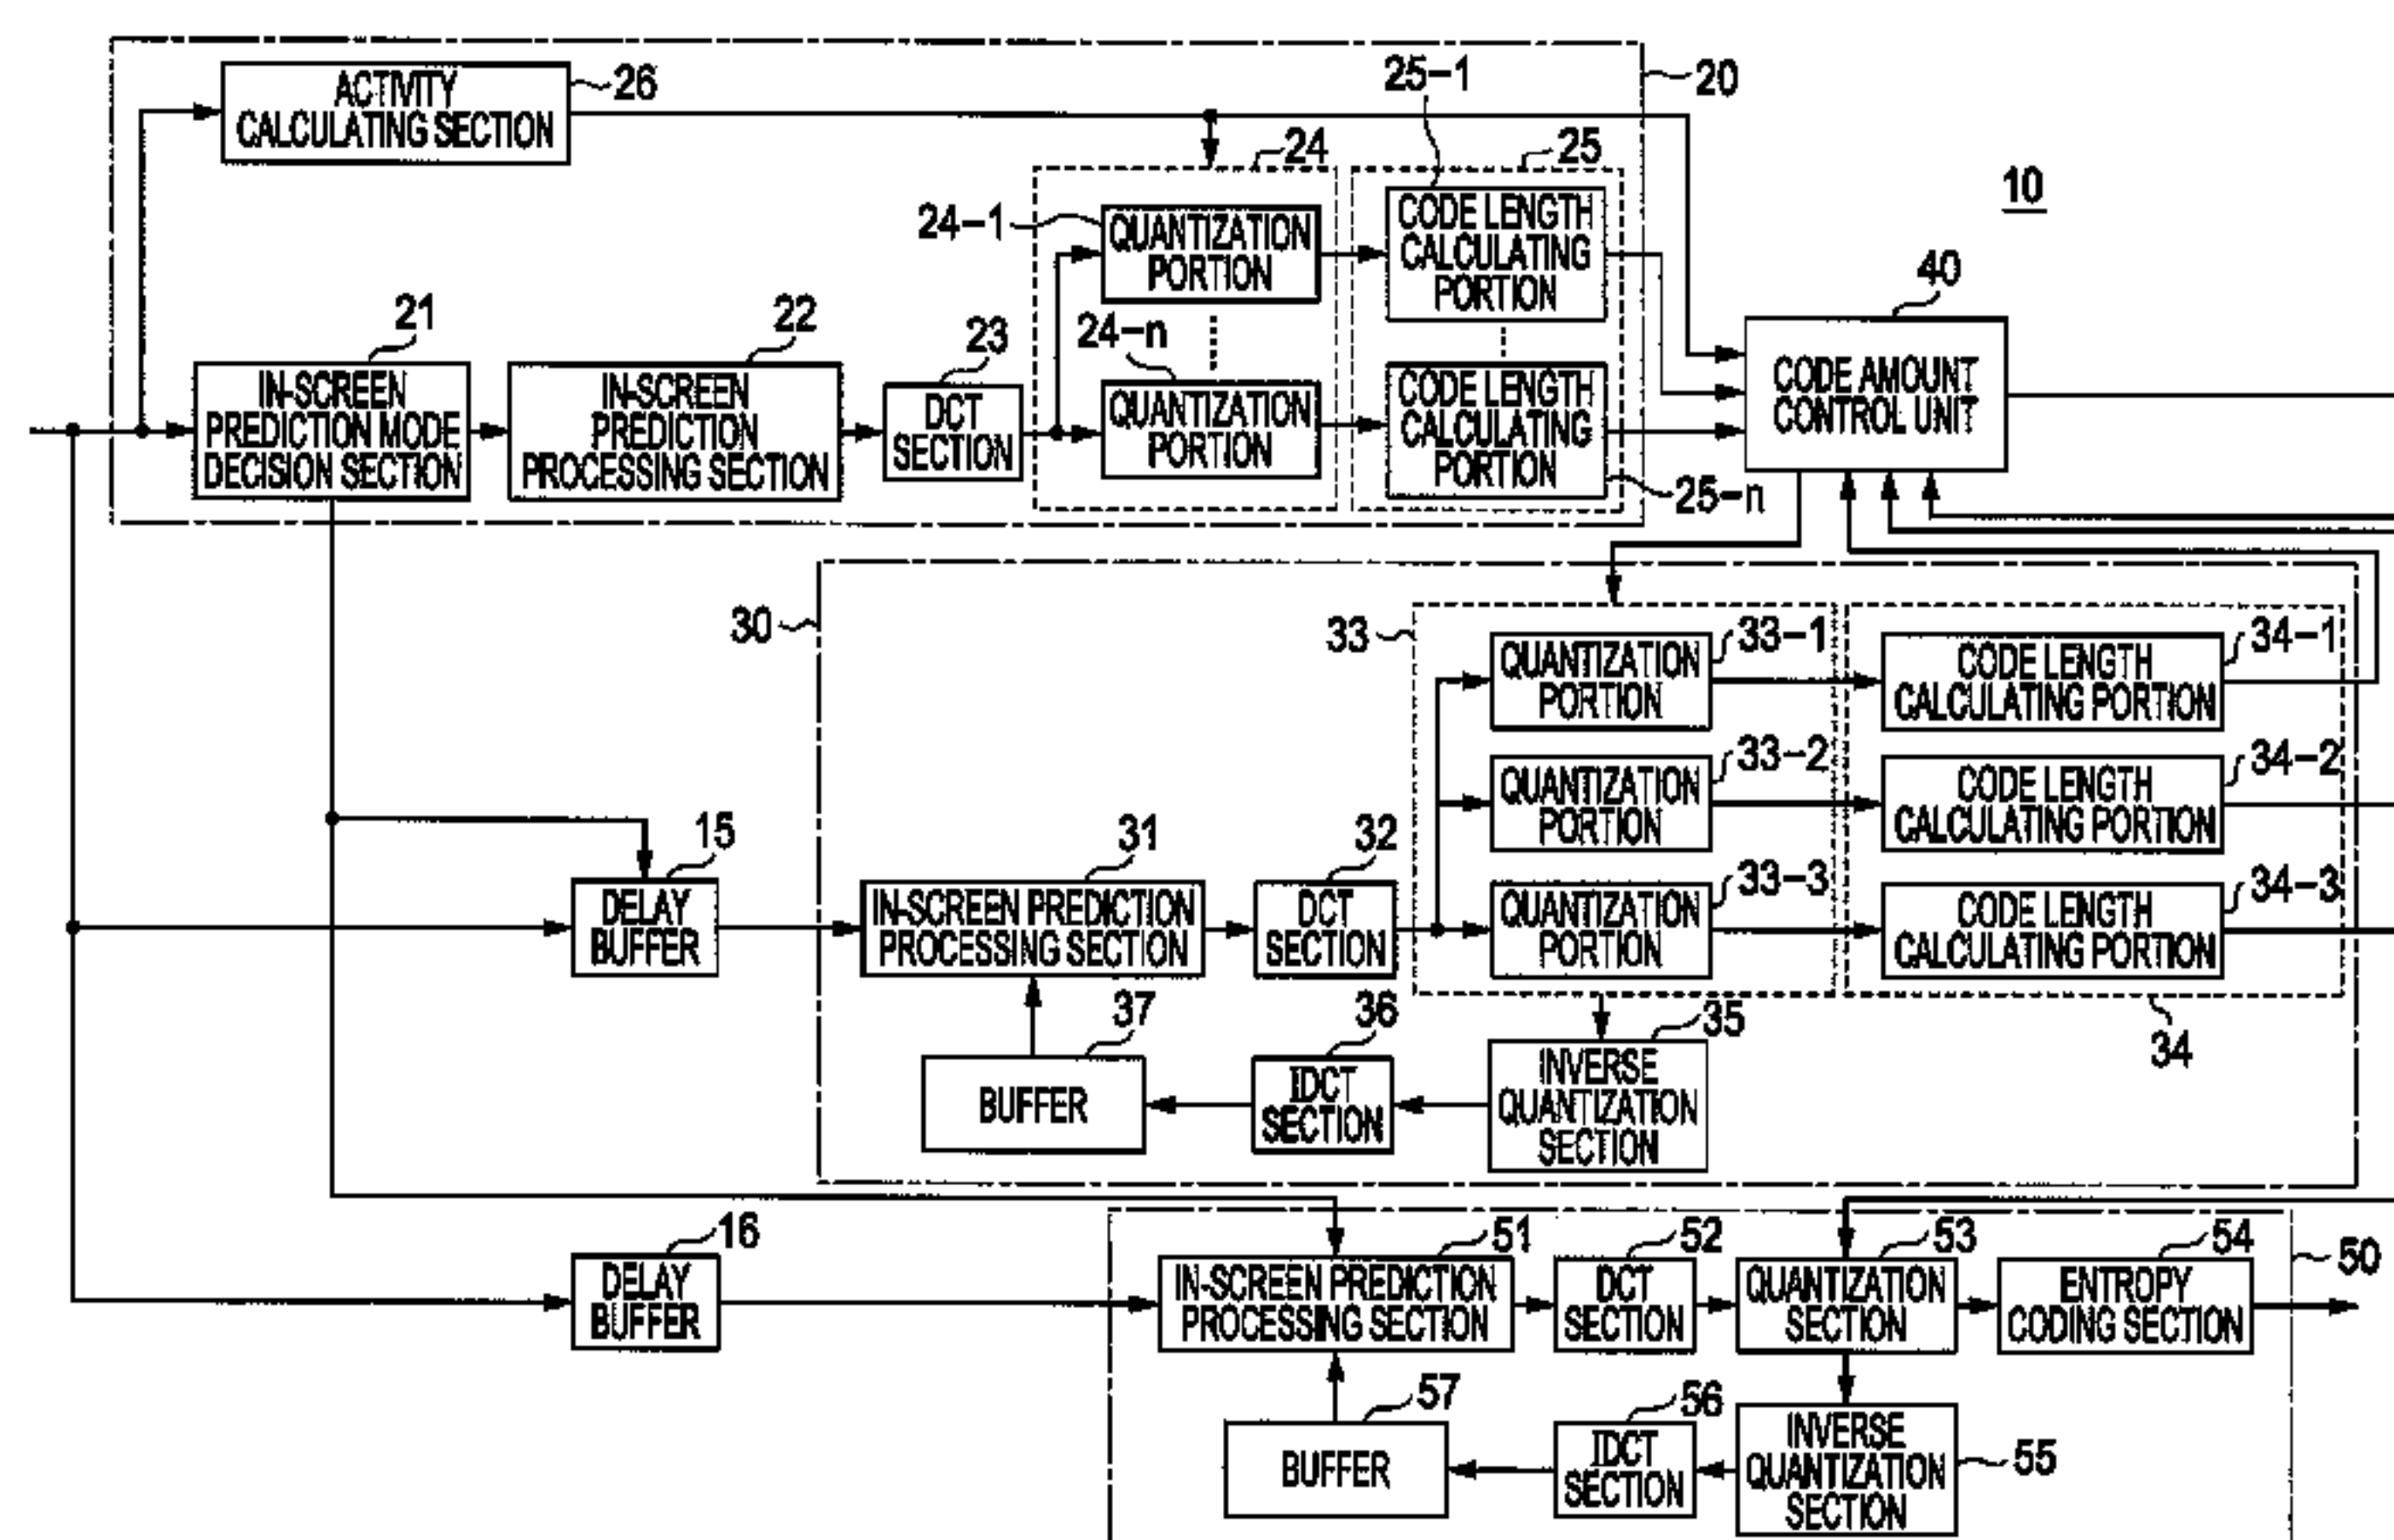 ACTIVITY
CALCULATING SECTION
26
25-1
20
24
25
10
24-1
QUANTIZATION
PORTION
CODE LENGTH
CALCULATING
PORTION
40
21
22
23
24-n
IN-SCREEN
PREDICTION MODE
DECISION SECTION
IN-SCREEN
PREDICTION
PROCESSING SECTION
DCT
SECTION
QUANTIZATION
PORTION
CODE LENGTH
CALCULATING
PORTION
CODE AMOUNT
CONTROL UNIT
25-n
30
33
QUANTIZATION
PORTION
33-1
CODE LENGTH
CALCULATING PORTION
34-1
QUANTIZATION
PORTION
33-2
CODE LENGTH
CALCULATING PORTION
34-2
15
31
32
DELAY
BUFFER
IN-SCREEN PREDICTION
PROCESSING SECTION
DCT
SECTION
QUANTIZATION
PORTION
33-3
CODE LENGTH
CALCULATING PORTION
34-3
37
36
35
34
BUFFER
IDCT
SECTION
INVERSE
QUANTIZATION
SECTION
16
51
52
53
54
50
DELAY
BUFFER
IN-SCREEN PREDICTION
PROCESSING SECTION
DCT
SECTION
QUANTIZATION
SECTION
ENTROPY
CODING SECTION
57
56
BUFFER
IDCT
SECTION
INVERSE
QUANTIZATION
SECTION
55